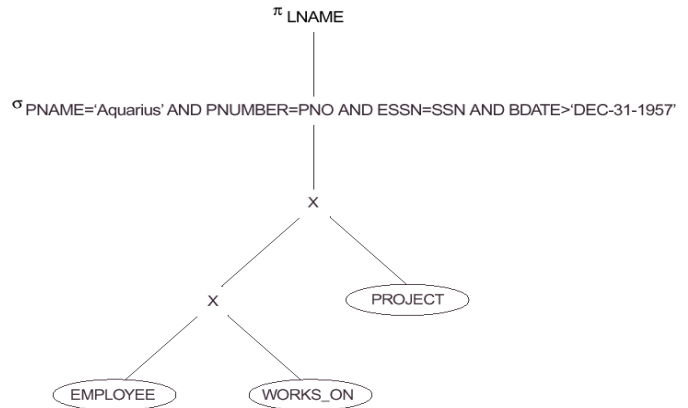 π LNAME
σ PNAME='Aquarius' AND PNUMBER=PNO AND ESSN=SSN AND BDATE>'DEC-31-1957'
X
X
PROJECT
EMPLOYEE
WORKS_ON